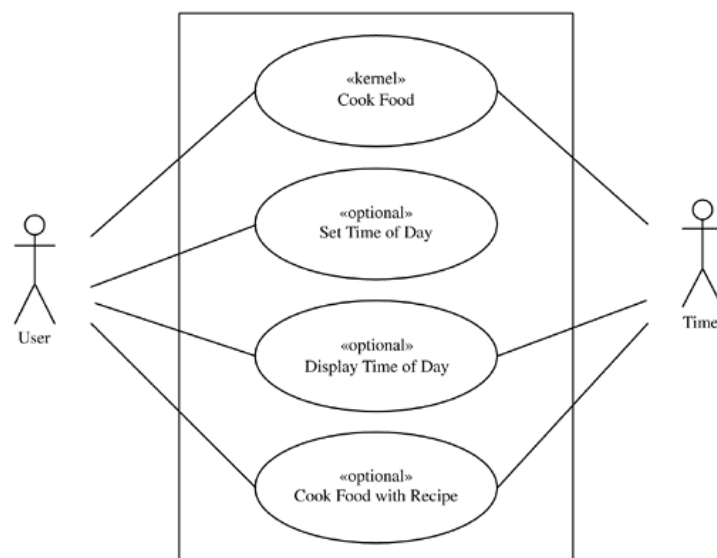 «kernel»
Cook Food
«optional»
Set Time of Day
User
Time
«optional»
Display Time of Day
«optional»
Cook Food with Recipe